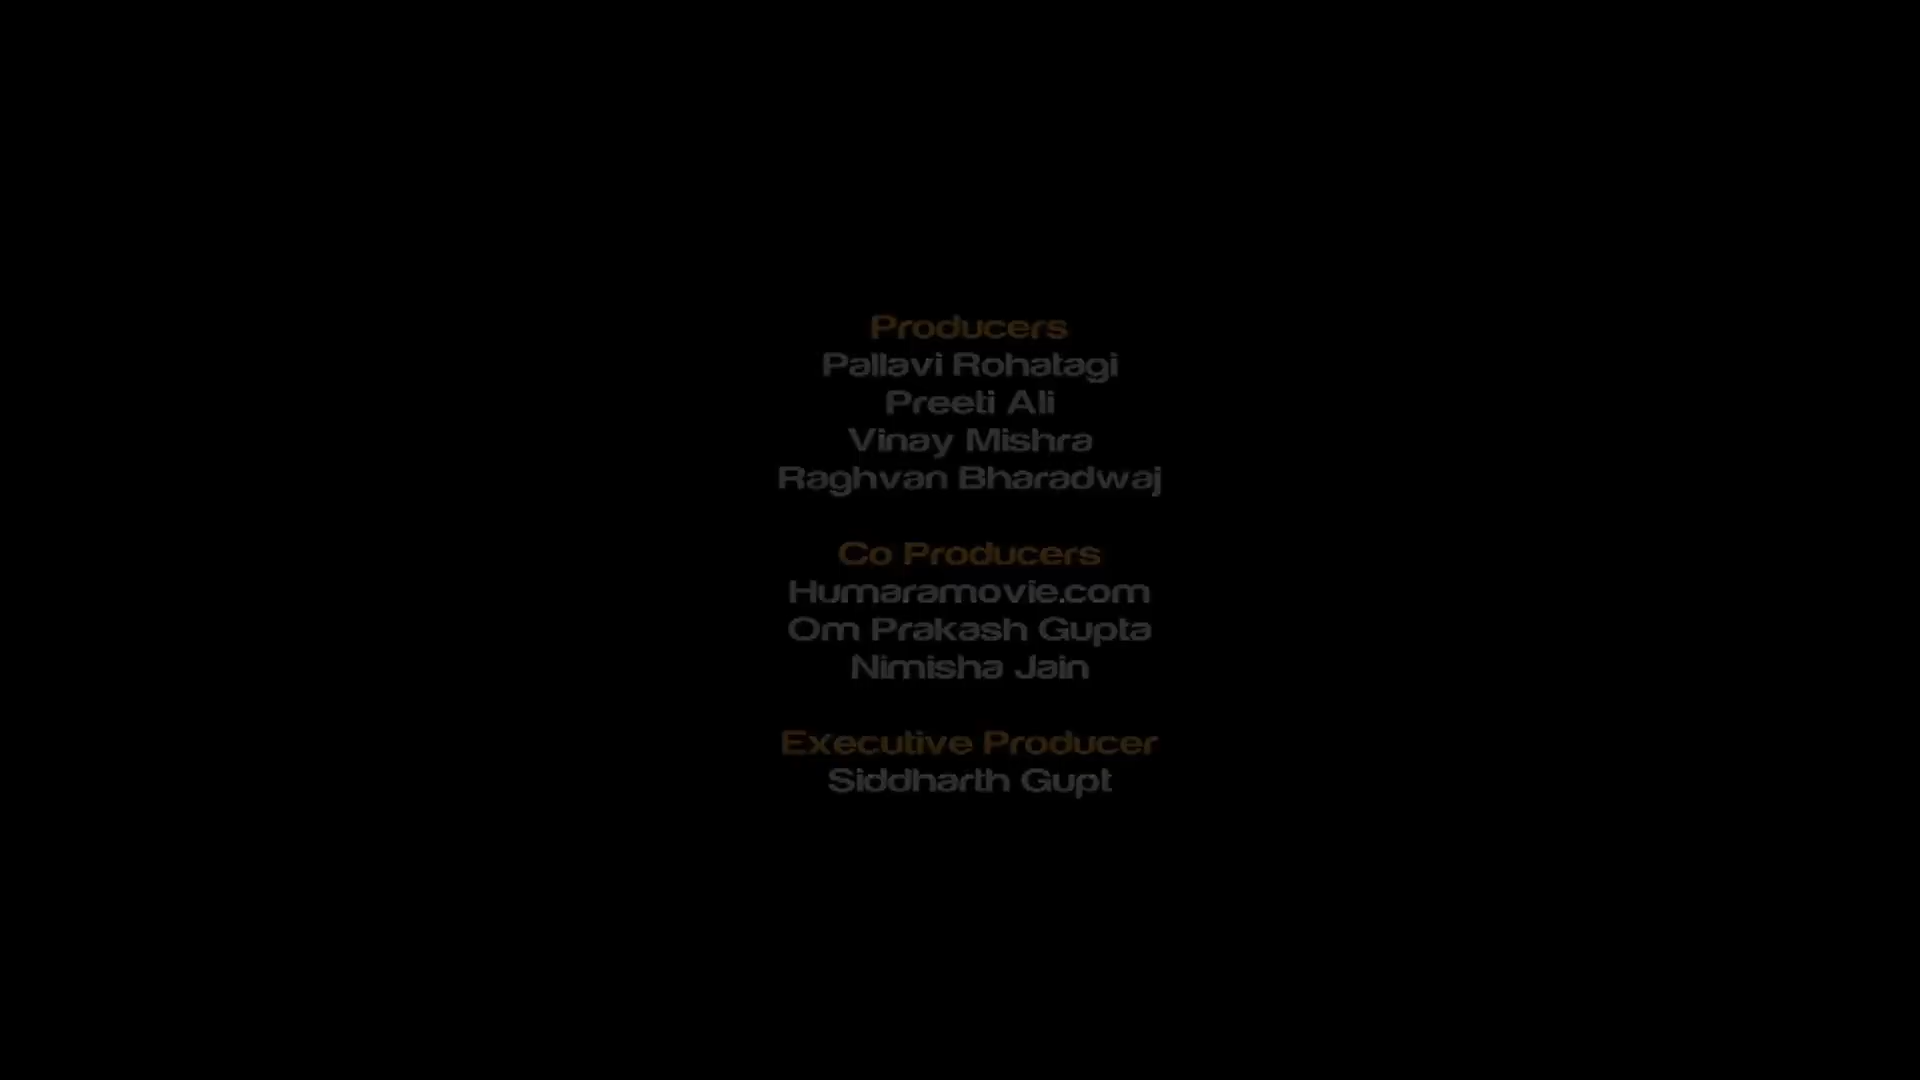 Producers
Pallavi Rohatagi
Preeti Ali
Vinay Mishra
Raghvan Bharadwaj
Co Producers
Humaramovie.com
Om Prakash Gupta
Nimisha Jain
Executive Producer
Siddharth Gupt